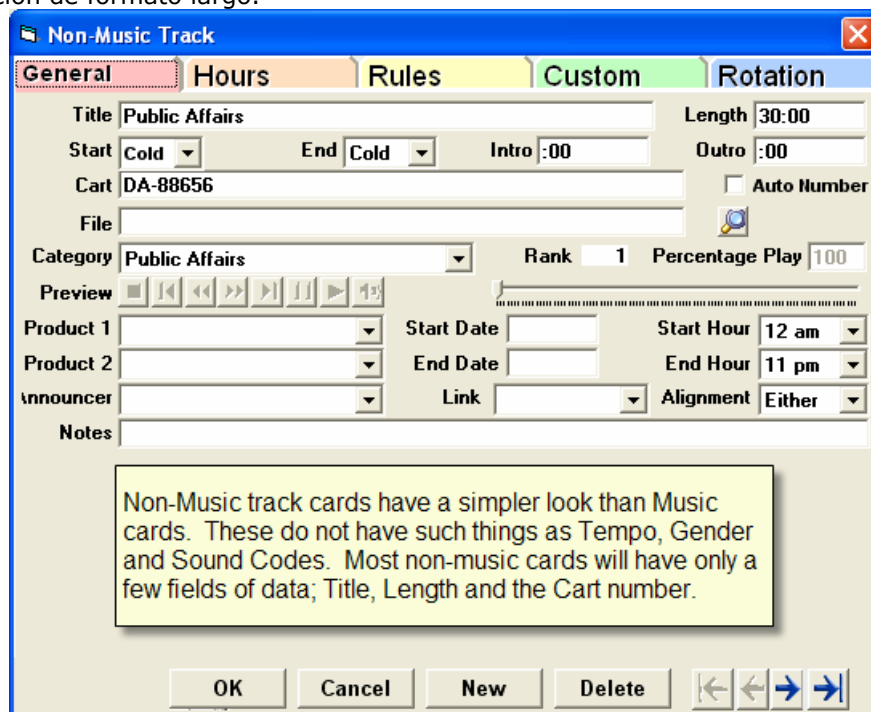 ción de formato largo.
Non-Music Track
General Hours Rules Custom Rotation
Title Public Affairs Length 30:00
Start Cold End Cold Intro :00 Outro :00
Cart DA-88656 Auto Number
File
Category Public Affairs Rank 1 Percentage Play 100
Preview
Product 1 Start Date Start Hour 12 am
Product 2 End Date End Hour 11 pm
Announcer Link Alignment Either
Notes
Non-Music track cards have a simpler look than Music
cards. These do not have such things as Tempo, Gender
and Sound Codes. Most non-music cards will have only a
few fields of data; Title, Length and the Cart number.
OK Cancel New Delete